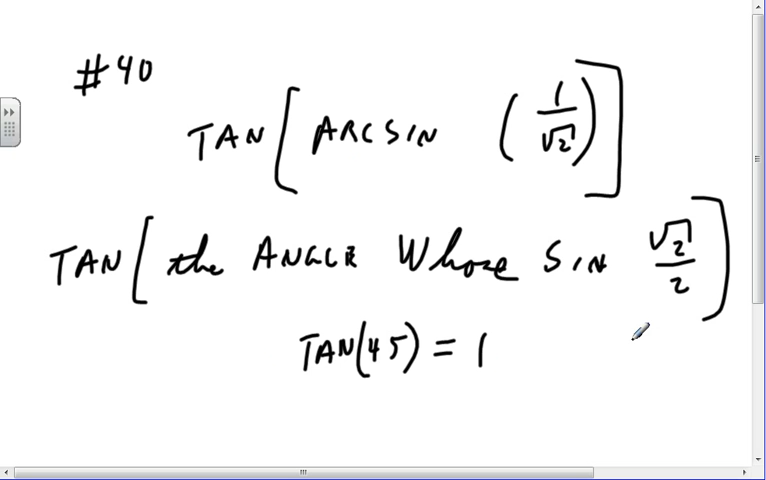 #40
TAN[ARCSIN (1/√2)]
TAN[the ANGLE Whose SIN √2/2]
TAN(45) = 1